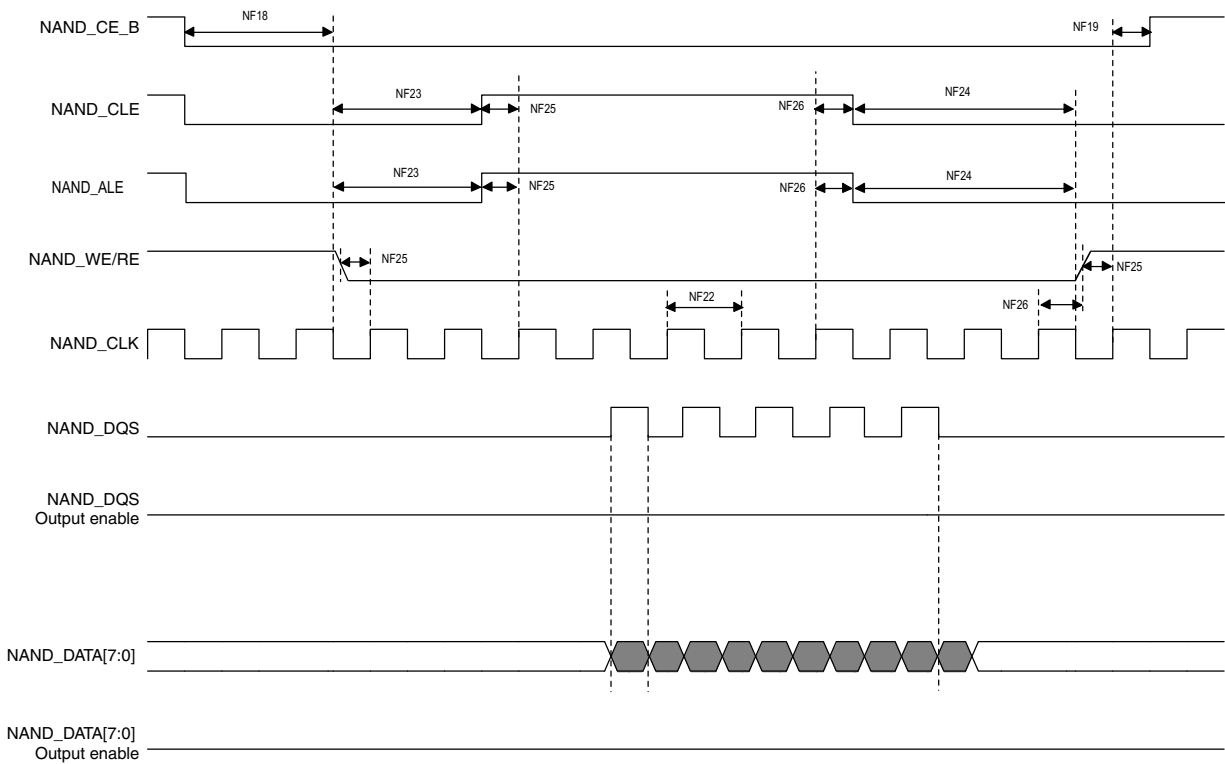 NF18
NAND_CE_B
NF19
NF23
NF24
NAND_CLE
NF25
NF26
NF23
NF24
NAND_ALE
NF25
NF26
NAND_WE/RE
NF25
NF25
NF22
NF26
NAND_CLK
NAND_DQS
NAND_DQS
Output enable
NAND_DATA[7:0]
NAND_DATA[7:0]
Output enable